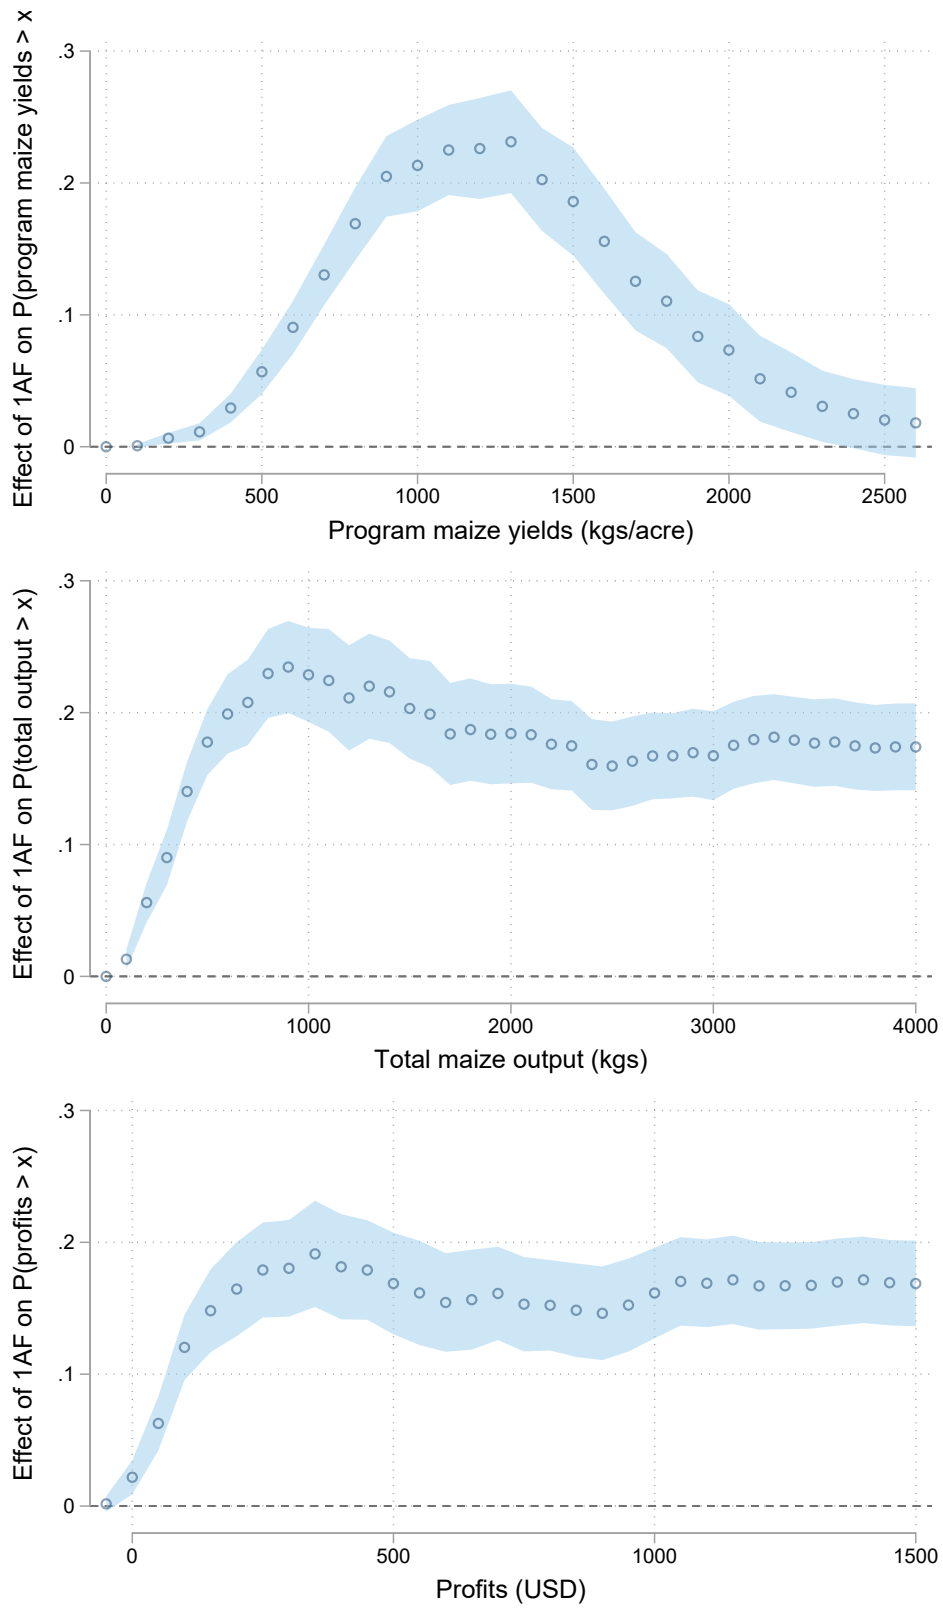 Effect of 1AF on P(program maize yields > x
.3
.2
.1
0
0 500 1000 1500 2000 2500
Program maize yields (kgs/acre)
Effect of 1AF on P(total output > x)
.3
.2
.1
0
0 1000 2000 3000 4000
Total maize output (kgs)
Effect of 1AF on P(profits > x)
.3
.2
.1
0
0 500 1000 1500
Profits (USD)